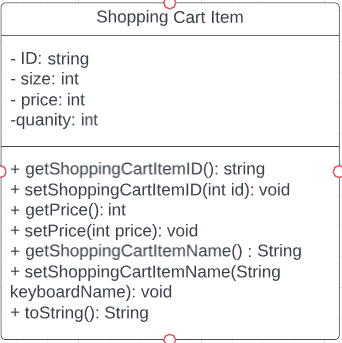 Shopping Cart Item
- ID: string
- size: int
- price: int
-quanity: int
+ getShoppingCartItemID(): string
+ setShoppingCartItemID(int id): void
+ getPrice(): int
+ setPrice(int price): void
+ getShoppingCartItemName() : String
+ setShoppingCartItemName(String
keyboardName): void
+ toString(): String